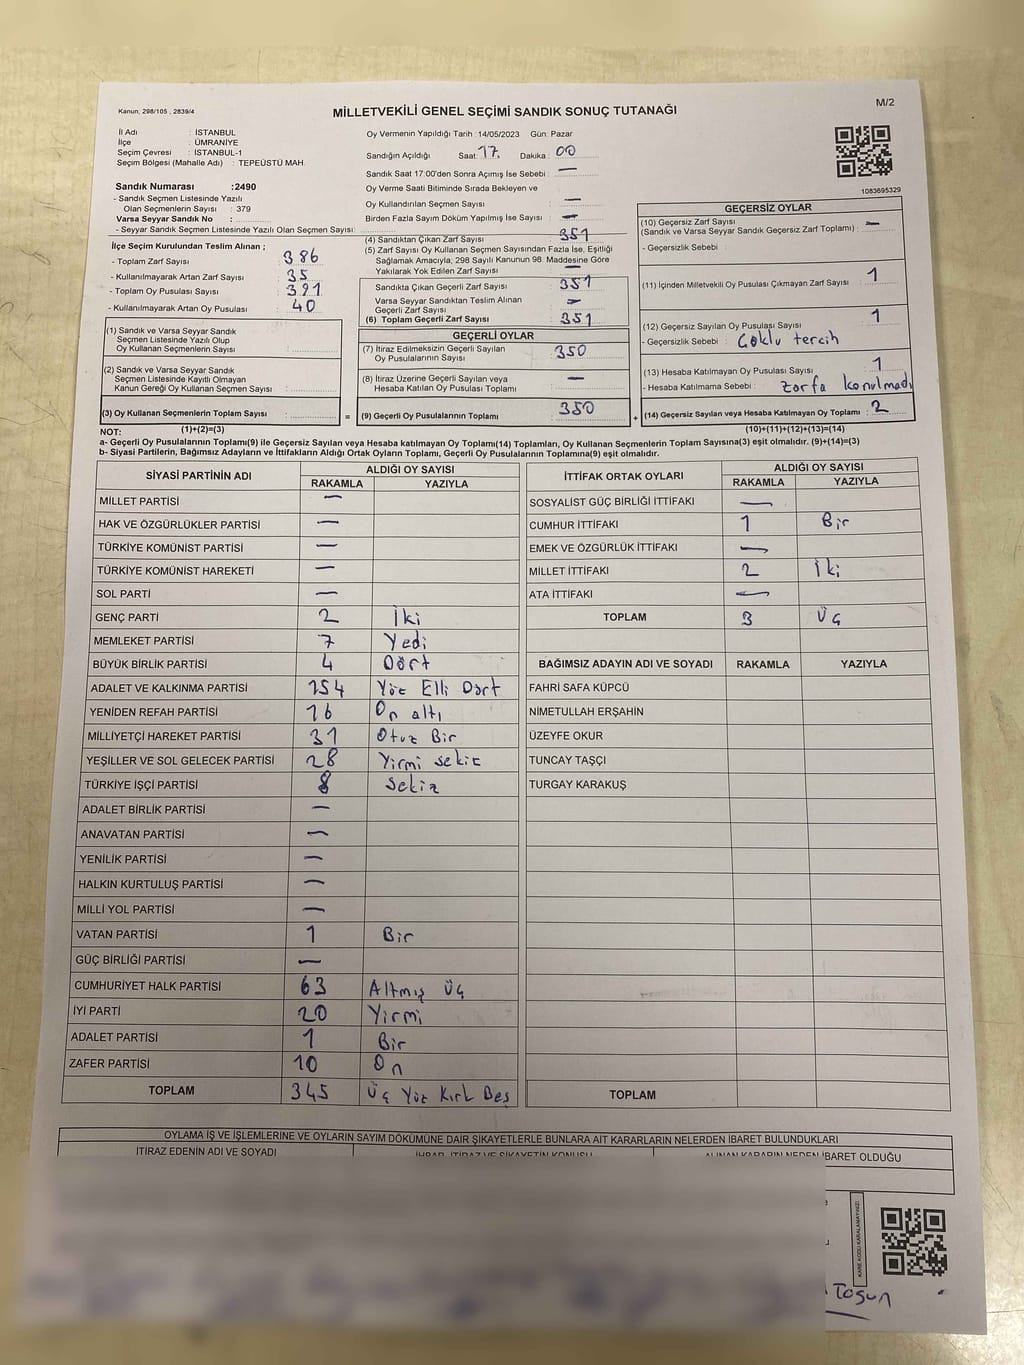 Kanun; 298/105 , 2839/4
MİLLETVEKİLİ GENEL SEÇİMİ SANDIK SONUÇ TUTANAĞI
M/2
İl Adı : İSTANBUL
İlçe : ÜMRANİYE
Seçim Çevresi : İSTANBUL-1
Seçim Bölgesi (Mahalle Adı) : TEPEÜSTÜ MAH.
Oy Vermenin Yapıldığı Tarih :14/05/2023 Gün: Pazar
Sandığın Açıldığı Saat: 17. Dakika: 00
Sandık Saat 17:00'den Sonra Açımış İse Sebebi : —
Oy Verme Saati Bitiminde Sırada Bekleyen ve
Oy Kullandırılan Seçmen Sayısı : —
Birden Fazla Sayım Döküm Yapılmış İse Sayısı : —
1083695329
Sandık Numarası :2490
- Sandık Seçmen Listesinde Yazılı
Olan Seçmenlerin Sayısı : 379
Varsa Seyyar Sandık No :
- Seyyar Sandık Seçmen Listesinde Yazılı Olan Seçmen Sayısı:
İlçe Seçim Kurulundan Teslim Alınan ;
- Toplam Zarf Sayısı : 386
- Kullanılmayarak Artan Zarf Sayısı : 35
- Toplam Oy Pusulası Sayısı : 391
- Kullanılmayarak Artan Oy Pusulası : 40
(1) Sandık ve Varsa Seyyar Sandık
Seçmen Listesinde Yazılı Olup
Oy Kullanan Seçmenlerin Sayısı :
(2) Sandık ve Varsa Seyyar Sandık
Seçmen Listesinde Kayıtlı Olmayan
Kanun Gereği Oy Kullanan Seçmen Sayısı :
(3) Oy Kullanan Seçmenlerin Toplam Sayısı : =
(4) Sandıktan Çıkan Zarf Sayısı : 351
(5) Zarf Sayısı Oy Kullanan Seçmen Sayısından Fazla İse, Eşitliği
Sağlamak Amacıyla; 298 Sayılı Kanunun 98. Maddesine Göre
Yakılarak Yok Edilen Zarf Sayısı : —
Sandıkta Çıkan Geçerli Zarf Sayısı : 351
Varsa Seyyar Sandıktan Teslim Alınan
Geçerli Zarf Sayısı : —
(6) Toplam Geçerli Zarf Sayısı : 351
GEÇERLİ OYLAR
(7) İtiraz Edilmeksizin Geçerli Sayılan
Oy Pusulalarının Sayısı : 350
(8) İtiraz Üzerine Geçerli Sayılan veya
Hesaba Katılan Oy Pusulası Toplamı : —
(9) Geçerli Oy Pusulalarının Toplamı : 350 +
GEÇERSİZ OYLAR
(10) Geçersiz Zarf Sayısı : —
(Sandık ve Varsa Seyyar Sandık Geçersiz Zarf Toplamı) :
- Geçersizlik Sebebi :
(11) İçinden Milletvekili Oy Pusulası Çıkmayan Zarf Sayısı : 1
(12) Geçersiz Sayılan Oy Pusulası Sayısı : 1
- Geçersizlik Sebebi : Çoklu tercih
(13) Hesaba Katılmayan Oy Pusulası Sayısı : 1
- Hesaba Katılmama Sebebi : Zarfa konulmadı
(14) Geçersiz Sayılan veya Hesaba Katılmayan Oy Toplamı : 2
NOT: (1)+(2)=(3) (10)+(11)+(12)+(13)=(14)
a- Geçerli Oy Pusulalarının Toplamı(9) ile Geçersiz Sayılan veya Hesaba katılmayan Oy Toplamı(14) Toplamları, Oy Kullanan Seçmenlerin Toplam Sayısına(3) eşit olmalıdır. (9)+(14)=(3)
b- Siyasi Partilerin, Bağımsız Adayların ve İttifakların Aldığı Ortak Oyların Toplamı, Geçerli Oy Pusulalarının Toplamına(9) eşit olmalıdır.
SİYASİ PARTİNİN ADI ALDIĞI OY SAYISI
RAKAMLA YAZIYLA
MİLLET PARTİSİ —
HAK VE ÖZGÜRLÜKLER PARTİSİ —
TÜRKİYE KOMÜNİST PARTİSİ —
TÜRKİYE KOMÜNİST HAREKETİ —
SOL PARTİ —
GENÇ PARTİ 2 İki
MEMLEKET PARTİSİ 7 Yedi
BÜYÜK BİRLİK PARTİSİ 4 Dört
ADALET VE KALKINMA PARTİSİ 154 Yüz Elli Dört
YENİDEN REFAH PARTİSİ 16 On altı
MİLLİYETÇİ HAREKET PARTİSİ 31 Otuz Bir
YEŞİLLER VE SOL GELECEK PARTİSİ 28 Yirmi sekiz
TÜRKİYE İŞÇİ PARTİSİ 8 Sekiz
ADALET BİRLİK PARTİSİ —
ANAVATAN PARTİSİ —
YENİLİK PARTİSİ —
HALKIN KURTULUŞ PARTİSİ —
MİLLİ YOL PARTİSİ —
VATAN PARTİSİ 1 Bir
GÜÇ BİRLİĞİ PARTİSİ —
CUMHURİYET HALK PARTİSİ 63 Altmış Üç
İYİ PARTİ 20 Yirmi
ADALET PARTİSİ 1 Bir
ZAFER PARTİSİ 10 On
TOPLAM 345 Üç Yüz Kırk Beş
İTTİFAK ORTAK OYLARI ALDIĞI OY SAYISI
RAKAMLA YAZIYLA
SOSYALİST GÜÇ BİRLİĞİ İTTİFAKI —
CUMHUR İTTİFAKI 1 Bir
EMEK VE ÖZGÜRLÜK İTTİFAKI —
MİLLET İTTİFAKI 2 İki
ATA İTTİFAKI —
TOPLAM 3 Üç
BAĞIMSIZ ADAYIN ADI VE SOYADI RAKAMLA YAZIYLA
FAHRİ SAFA KÜPCÜ
NİMETULLAH ERŞAHİN
ÜZEYFE OKUR
TUNCAY TAŞÇI
TURGAY KARAKUŞ
TOPLAM
OYLAMA İŞ VE İŞLEMLERİNE VE OYLARIN SAYIM DÖKÜMÜNE DAİR ŞİKAYETLERLE BUNLARA AİT KARARLARIN NELERDEN İBARET BULUNDUKLARI
İTİRAZ EDENİN ADI VE SOYADI İHBAR, İTİRAZ VE ŞİKAYETİN KONUSU ALINAN KARARIN NEDEN İBARET OLDUĞU
KARE KODU KARALAMAYINIZ!
Tosun